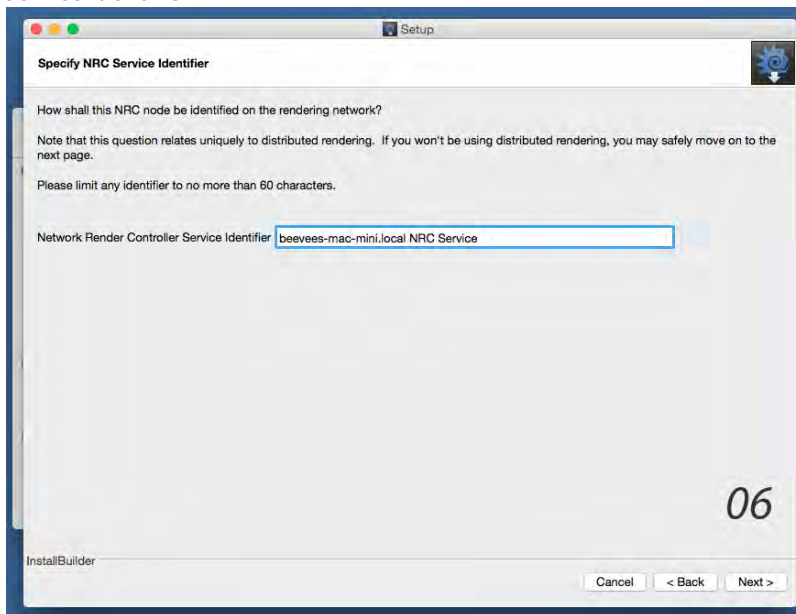 Setup
Specify NRC Service Identifier
How shall this NRC node be identified on the rendering network?
Note that this question relates uniquely to distributed rendering. If you won't be using distributed rendering, you may safely move on to the
next page.
Please limit any identifier to no more than 60 characters.
Network Render Controller Service Identifier beevees-mac-mini.local NRC Service
06
InstallBuilder
Cancel < Back Next >